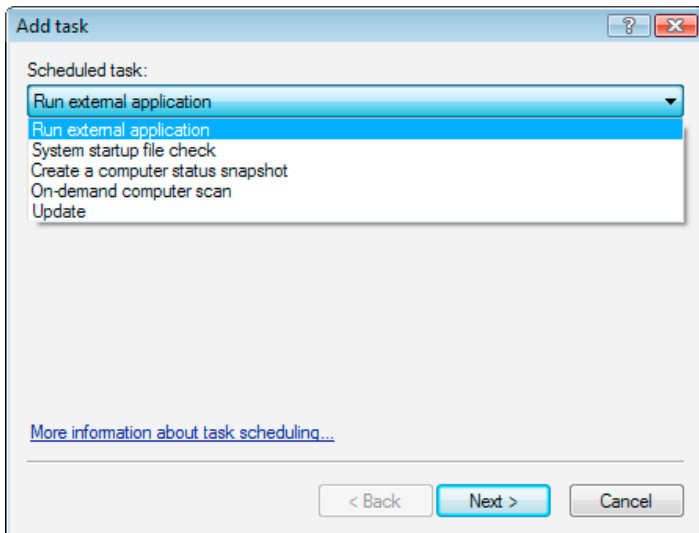 Add task
Scheduled task:
Run external application
Run external application
System startup file check
Create a computer status snapshot
On-demand computer scan
Update
More information about task scheduling...
< Back Next > Cancel